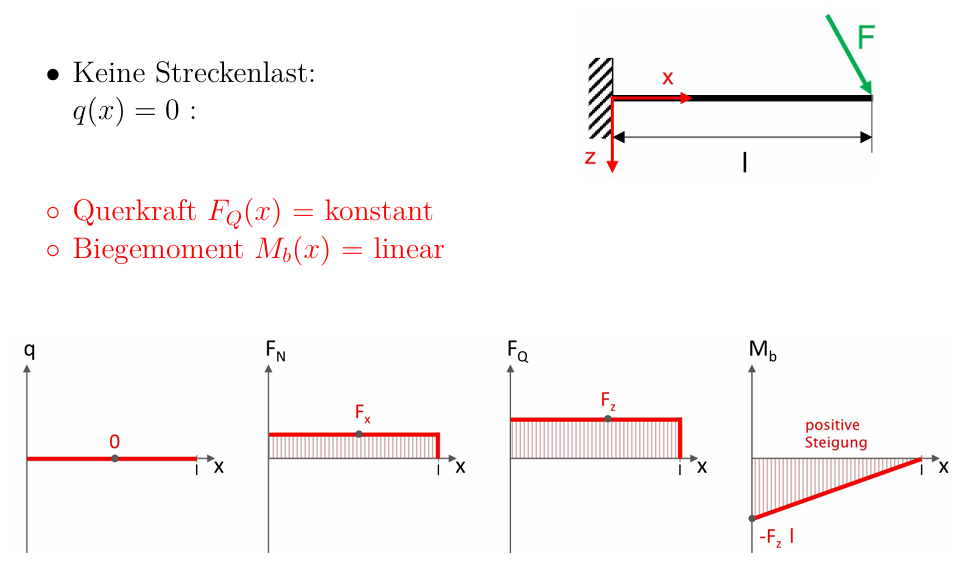 • Keine Streckenlast:
q(x) = 0 :
F
x
z
l
○ Querkraft F_Q(x) = konstant
○ Biegemoment M_b(x) = linear
q
F_N
F_Q
M_b
0
F_x
F_z
positive
Steigung
l x
l x
l x
l x
-F_z l